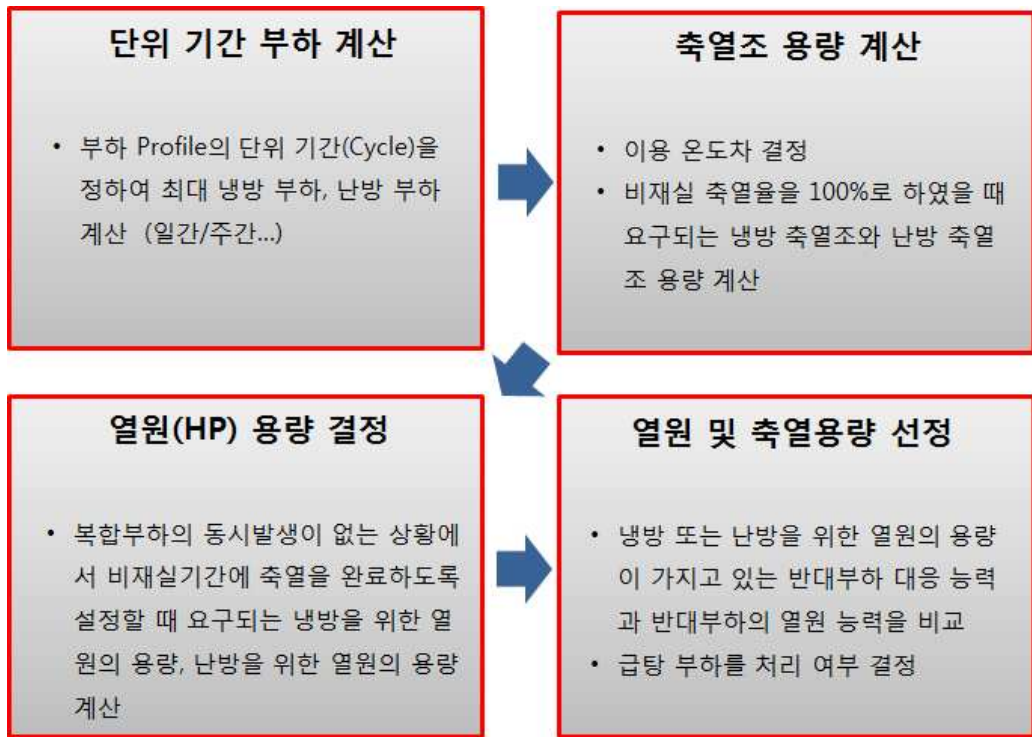 단위 기간 부하 계산
• 부하 Profile의 단위 기간(Cycle)을
정하여 최대 냉방 부하, 난방 부하
계산 (일간/주간...)
축열조 용량 계산
• 이용 온도차 결정
• 비재실 축열율을 100%로 하였을 때
요구되는 냉방 축열조와 난방 축열
조 용량 계산
열원(HP) 용량 결정
• 복합부하의 동시발생이 없는 상황에
서 비재실기간에 축열을 완료하도록
설정할 때 요구되는 냉방을 위한 열
원의 용량, 난방을 위한 열원의 용량
계산
열원 및 축열용량 선정
• 냉방 또는 난방을 위한 열원의 용량
이 가지고 있는 반대부하 대응 능력
과 반대부하의 열원 능력을 비교
• 급탕 부하를 처리 여부 결정